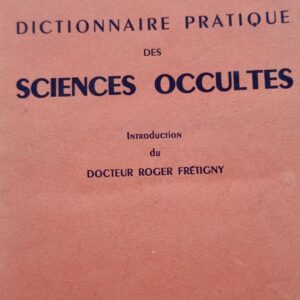 DICTIONNAIRE PRATIQUE
DES
SCIENCES OCCULTES
INTRODUCTION
du
DOCTEUR ROGER FRÉTIGNY